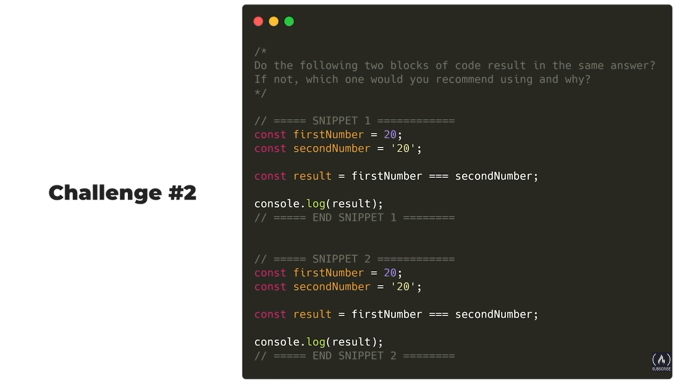 Challenge #2
/*
Do the following two blocks of code result in the same answer?
If not, which one would you recommend using and why?
*/
// ===== SNIPPET 1 ============
const firstNumber = 20;
const secondNumber = '20';
const result = firstNumber === secondNumber;
console.log(result);
// ===== END SNIPPET 1 ========
// ===== SNIPPET 2 ============
const firstNumber = 20;
const secondNumber = '20';
const result = firstNumber === secondNumber;
console.log(result);
// ===== END SNIPPET 2 ========
SUBSCRIBE